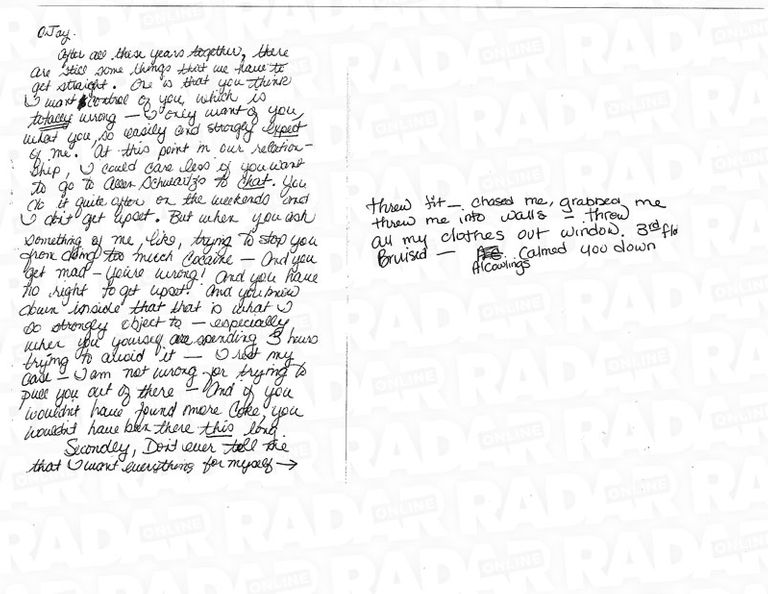 OJay.
After all these years together, there
are still some things that we have to
get straight. One is that you think
I want control of you, which is
totally wrong — I only want of you,
what you, so easily and strongly expect
of me. At this point in our relation-
ship, I could care less if you want
to go to Allen Schwartz's to chat. You
do it quite often on the weekends and
I don't get upset. But when you ask
something of me, like, trying to stop you
from doing too much Cocaine — And you
get mad — you're wrong! And you have
no right to get upset. And you know
down inside that that is what I
so strongly object to — especially
when you yourself are spending 3 hours
trying to avoid it — I rest my
case — I am not wrong for trying to
pull you out of there — And if you
wouldn't have found more Coke, you
wouldn't have been there this long.
Secondly, Don't ever tell me
that I want everything for myself →
threw fit — chased me, grabbed me
threw me into walls — threw
all my clothes out window. 3rd flo
Bruised — Calmed you down
Alcowlings
RADAR ONLINE